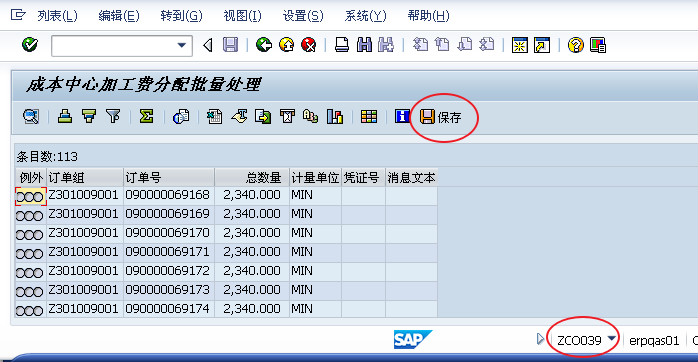 列表(L) 编辑(E) 转到(G) 视图(I) 设置(S) 系统(Y) 帮助(H)
成本中心加工费分配批量处理
保存
条目数:113
例外 订单组 订单号 总数量 计量单位 凭证号 消息文本
Z301009001 090000069168 2,340.000 MIN
Z301009001 090000069169 2,340.000 MIN
Z301009001 090000069170 2,340.000 MIN
Z301009001 090000069171 2,340.000 MIN
Z301009001 090000069172 2,340.000 MIN
Z301009001 090000069173 2,340.000 MIN
Z301009001 090000069174 2,340.000 MIN
SAP ZCO039 erpqas01